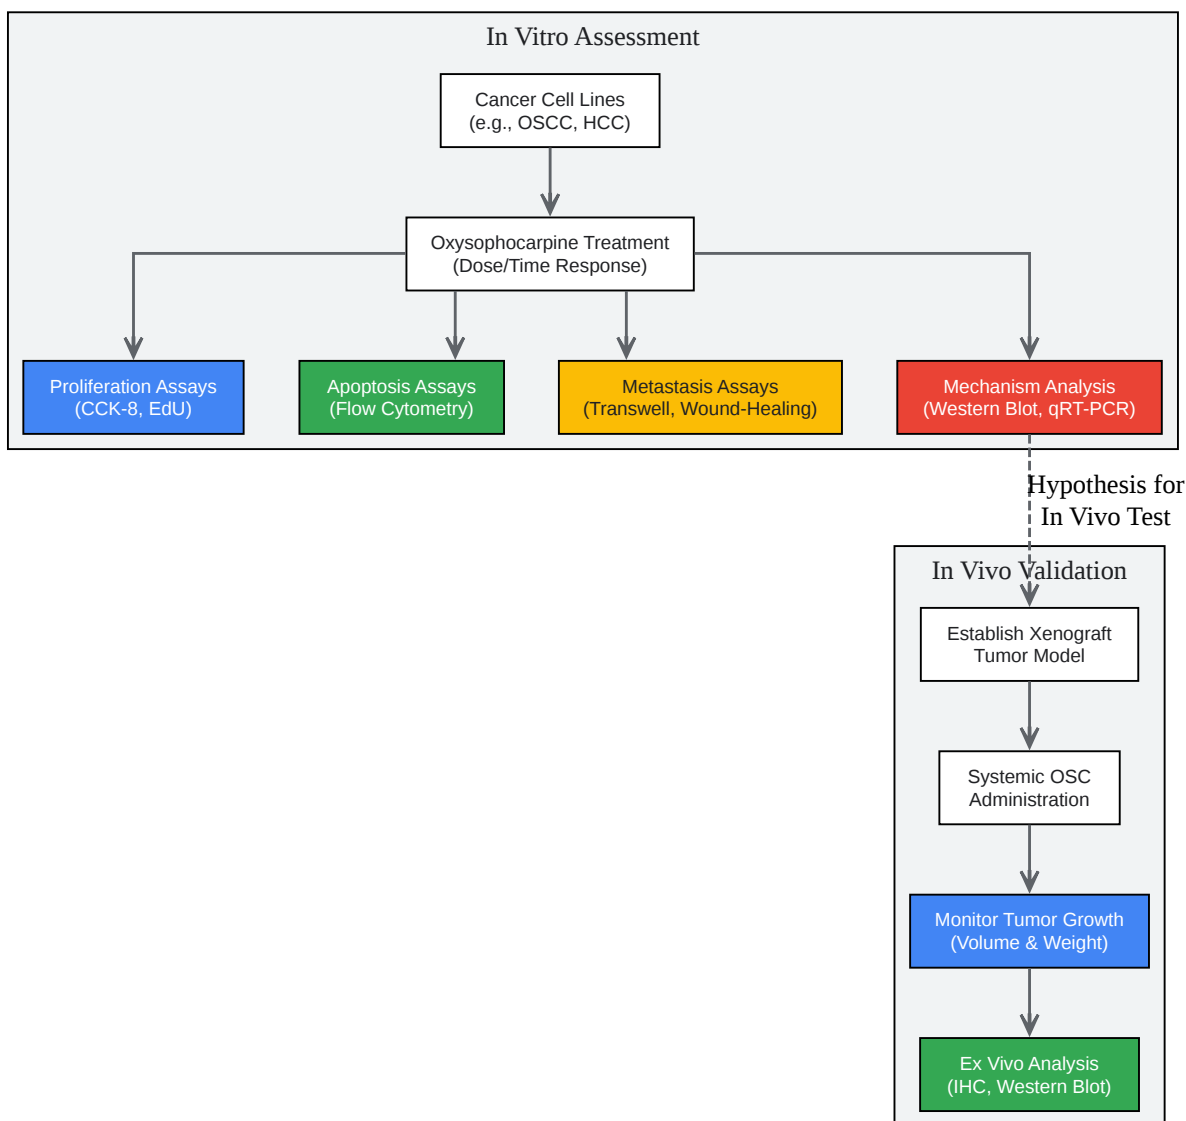 In Vitro Assessment
Cancer Cell Lines
(e.g., OSCC, HCC)
Oxysophocarpine Treatment
(Dose/Time Response)
Proliferation Assays
(CCK-8, EdU)
Apoptosis Assays
(Flow Cytometry)
Metastasis Assays
(Transwell, Wound-Healing)
Mechanism Analysis
(Western Blot, qRT-PCR)
Hypothesis for
In Vivo Test
In Vivo Validation
Establish Xenograft
Tumor Model
Systemic OSC
Administration
Monitor Tumor Growth
(Volume & Weight)
Ex Vivo Analysis
(IHC, Western Blot)